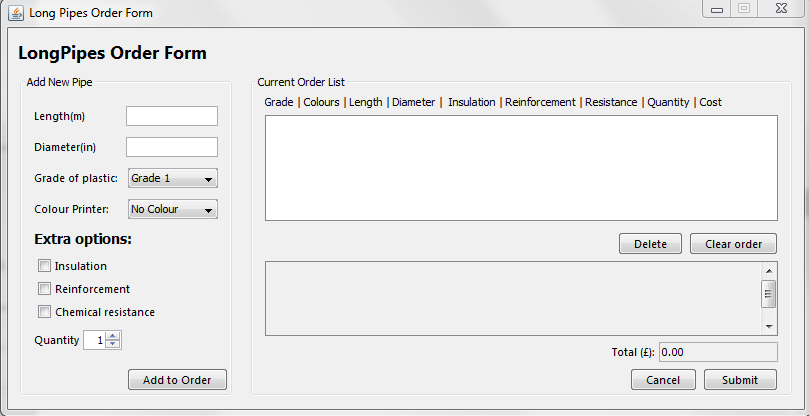 Long Pipes Order Form
LongPipes Order Form
Add New Pipe
Length(m)
Diameter(in)
Grade of plastic: Grade 1
Colour Printer: No Colour
Extra options:
Insulation
Reinforcement
Chemical resistance
Quantity 1
Add to Order
Current Order List
Grade | Colours | Length | Diameter | Insulation | Reinforcement | Resistance | Quantity | Cost
Delete Clear order
Total (£): 0.00
Cancel Submit